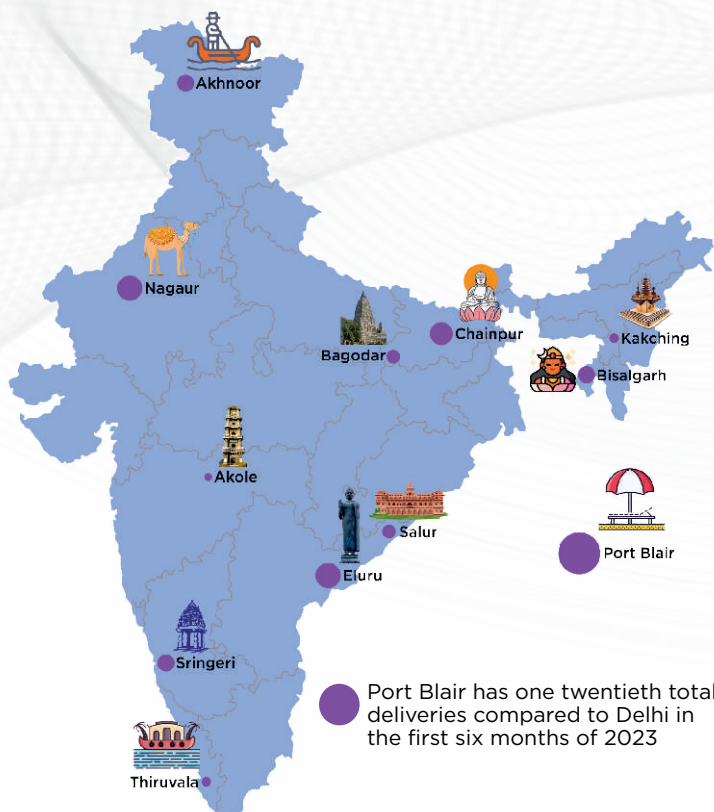 Akhnoor
Nagaur
Chainpur
Bagodar
Kakching
Bisalgarh
Akole
Salur
Port Blair
Eluru
Sringeri
Port Blair has one twentieth total
deliveries compared to Delhi in
the first six months of 2023
Thiruvala